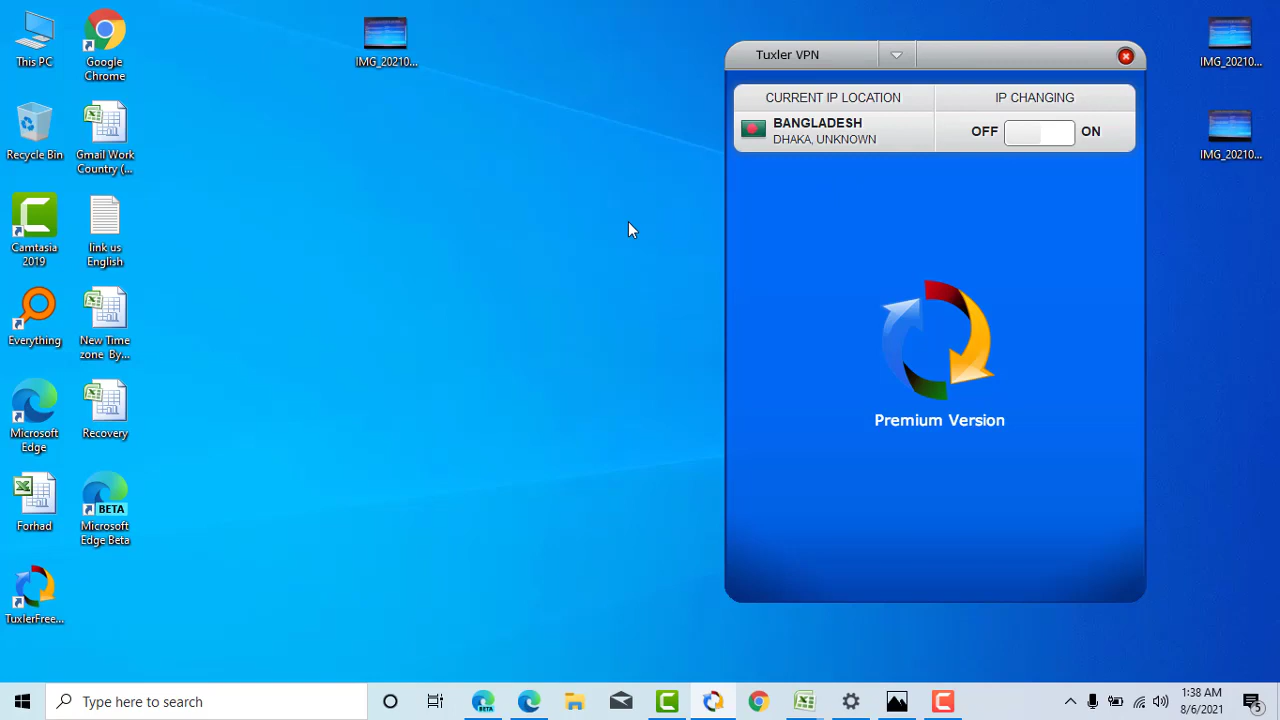 This PC
Google
Chrome
IMG_20210...
IMG_20210...
Recycle Bin
Gmail Work
Country (...
IMG_20210...
Camtasia
2019
link us
English
Everything
New Time
zone By...
Microsoft
Edge
Recovery
Forhad
BETA
Microsoft
Edge Beta
TuxlerFree...
Tuxler VPN
CURRENT IP LOCATION
IP CHANGING
BANGLADESH
DHAKA, UNKNOWN
OFF
ON
Premium Version
Type here to search
BETA
1:38 AM
8/6/2021
5